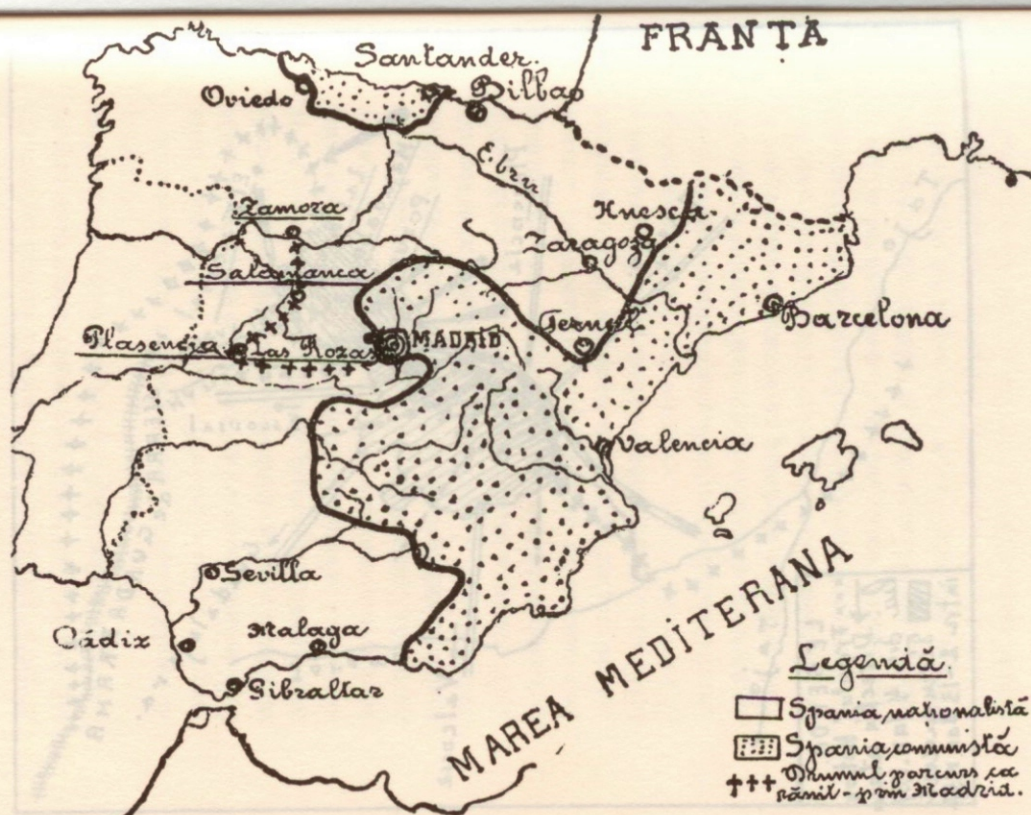 FRANTA
Santander.
Oviedo
Bilbao
Ebru
Zamora
Huesca
Zaragoza
Salamanca
Barcelona
Teruel
Plasencia
Las Rozas
MADRID
Valencia
Sevilla
Cádiz
Malaga
Gibraltar
MAREA MEDITERANA
Legendă
Spania naționalistă
Spania comunistă
Drumul parcurs ca
rănit - prin Madrid.